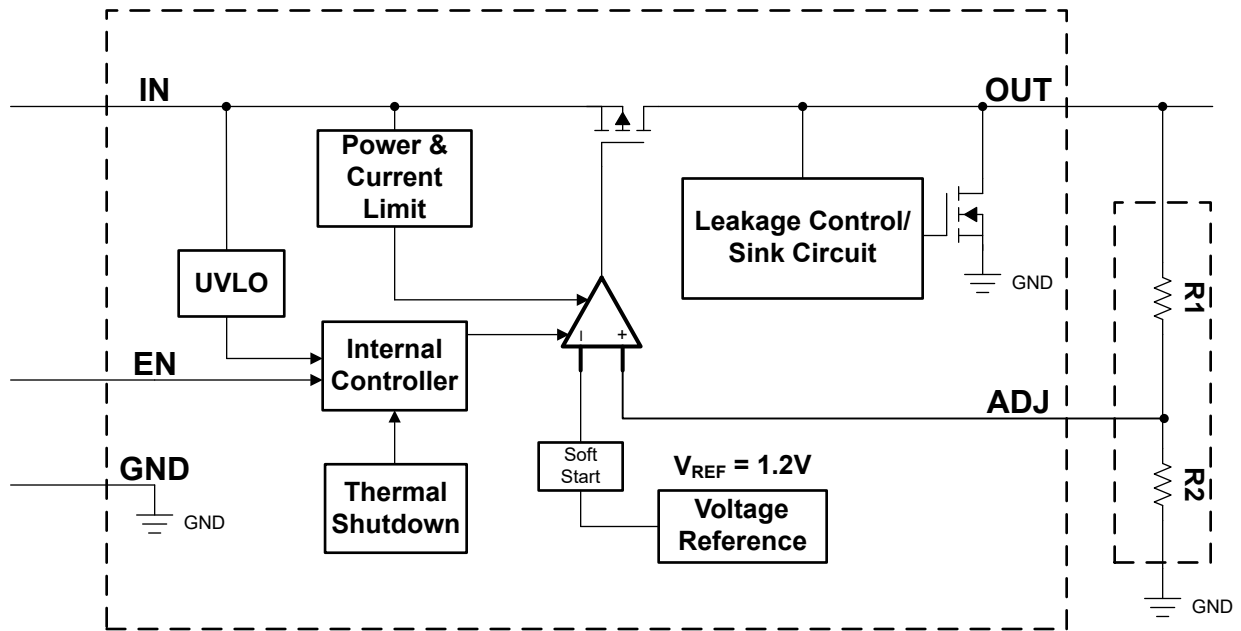 IN
OUT
Power &
Current
Limit
Leakage Control/
Sink Circuit
GND
UVLO
R1
Internal
Controller
EN
- +
ADJ
GND
GND
Thermal
Shutdown
Soft
Start
V_REF = 1.2V
Voltage
Reference
R2
GND